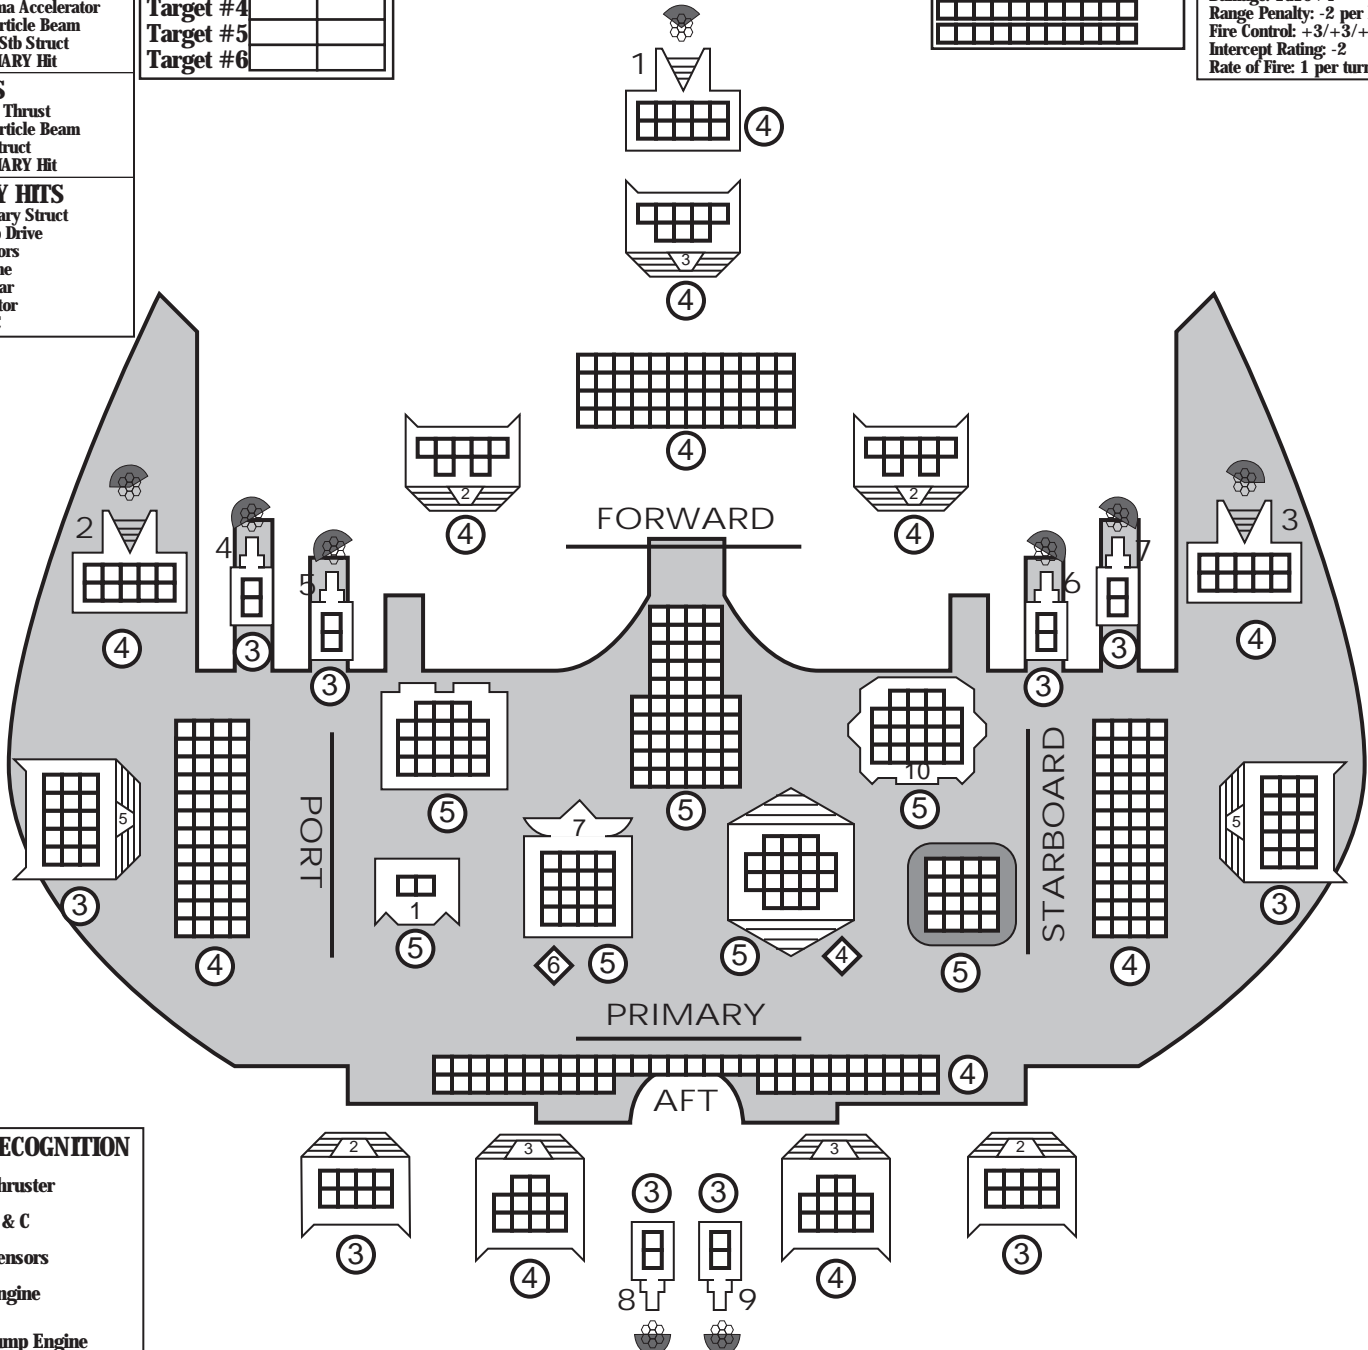 ma Accelerator
rticle Beam
Stb Struct
ARY Hit
S
Thrust
rticle Beam
truct
ARY Hit
Y HITS
ary Struct
Drive
ors
ne
ar
tor
Target #4
Target #5
Target #6
Range Penalty: -2 per
Fire Control: +3/+3/+
Intercept Rating: -2
Rate of Fire: 1 per turn
1
4
3
4
4
2
4
2
4
FORWARD
2
4
4
3
5
3
6
3
7
3
3
4
5
5
10
5
PORT
STARBOARD
5
3
5
3
4
4
1
5
7
6
5
5
4
5
PRIMARY
4
AFT
2
3
3
4
3
4
2
3
3
3
8
9
ECOGNITION
hruster
& C
ensors
ngine
ump Engine